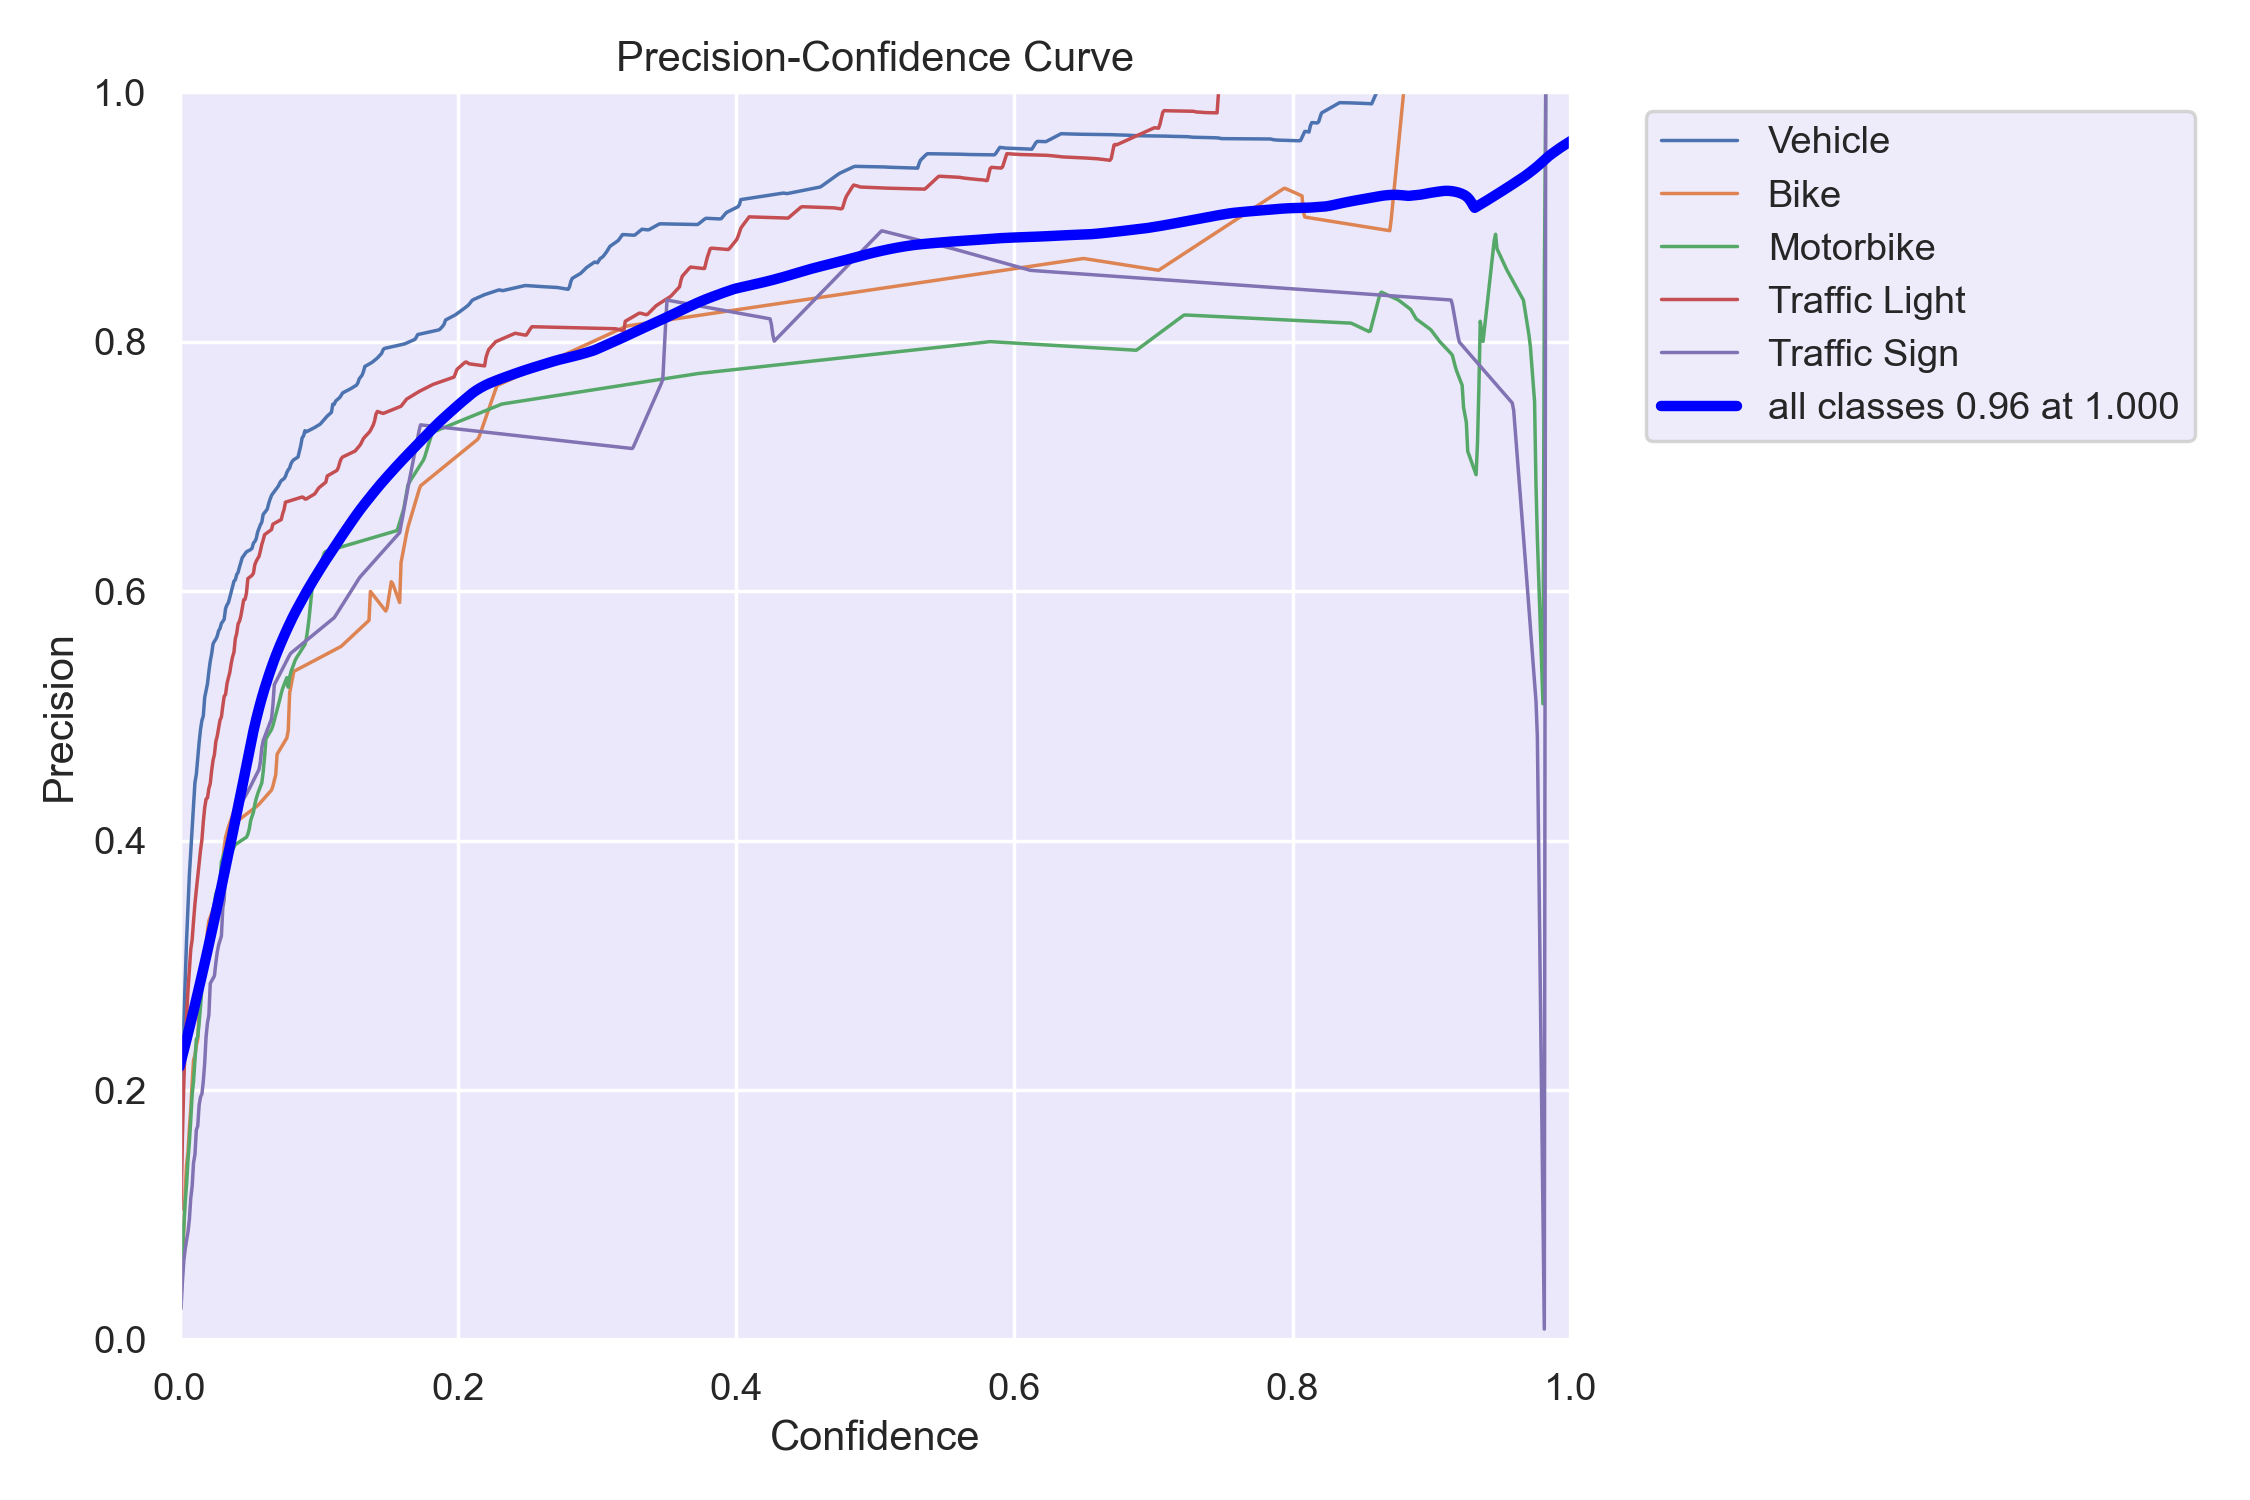 Precision-Confidence Curve
1.0
0.8
0.6
0.4
0.2
0.0
Precision
0.0 0.2 0.4 0.6 0.8 1.0
Confidence
Vehicle
Bike
Motorbike
Traffic Light
Traffic Sign
all classes 0.96 at 1.000